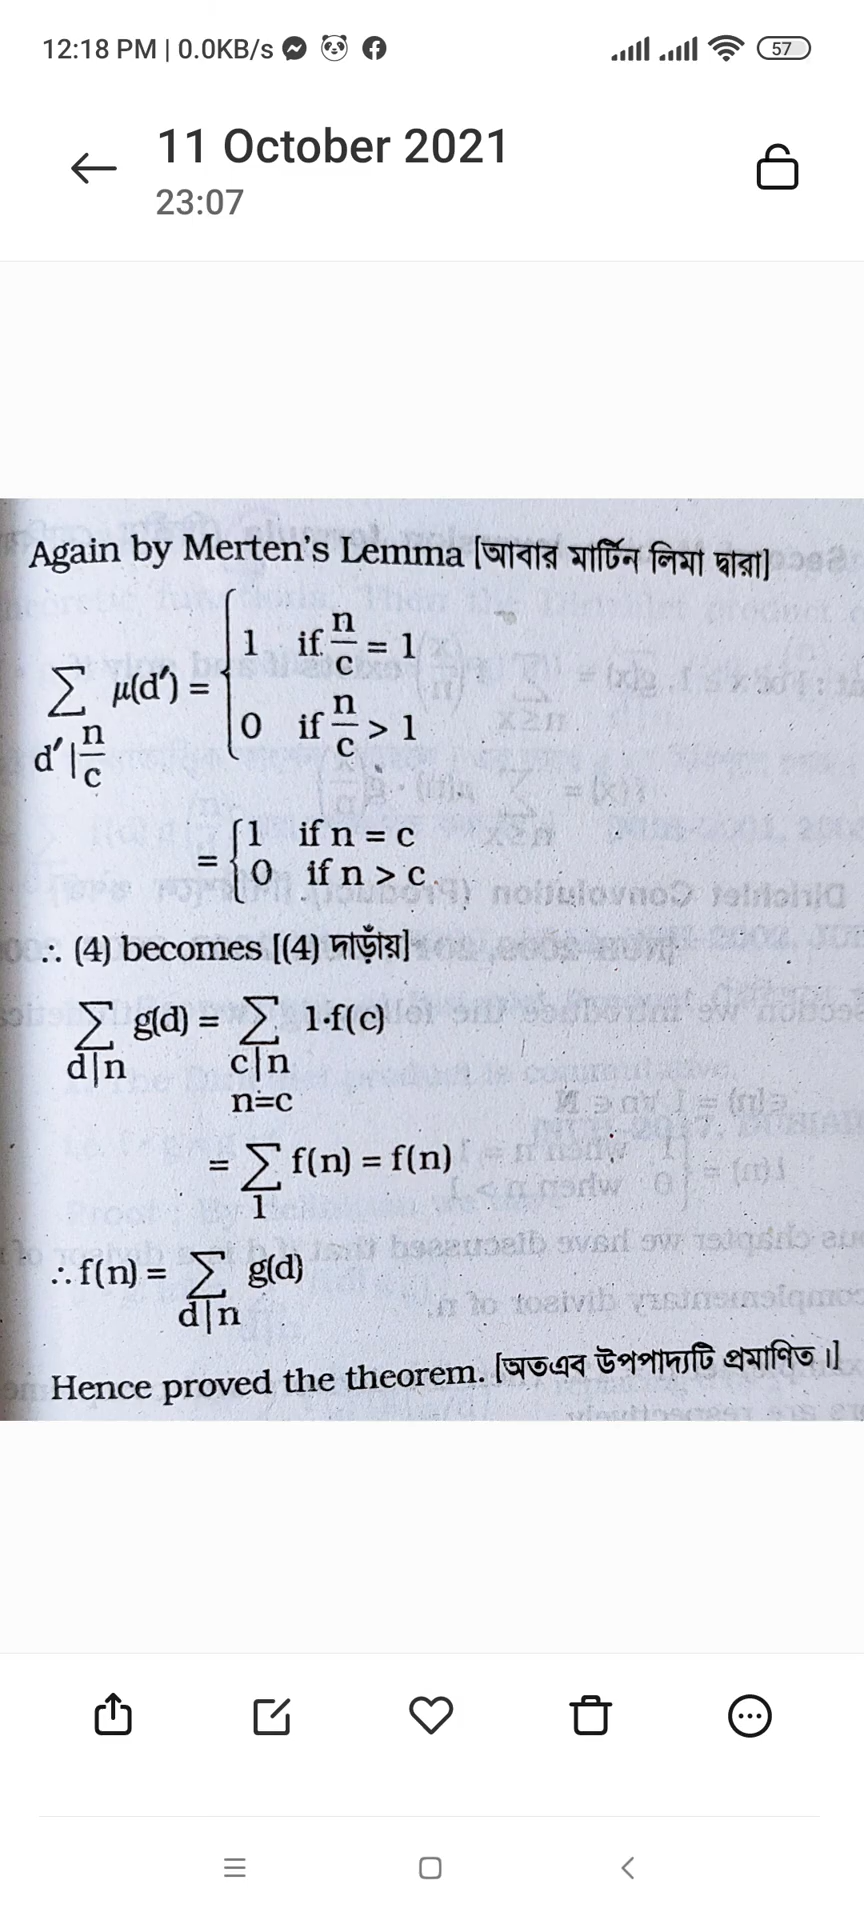 12:18 PM | 0.0KB/s
57
11 October 2021
23:07
Again by Merten's Lemma [আবার মার্টিন লিমা দ্বারা]
∑_{d′|n/c} μ(d′) = { 1 if n/c = 1
0 if n/c > 1
= { 1 if n = c
0 if n > c
∴ (4) becomes [(4) দাঁড়ায়]
∑_{d|n} g(d) = ∑_{c|n n=c} 1·f(c)
= ∑_{1} f(n) = f(n)
∴ f(n) = ∑_{d|n} g(d)
Hence proved the theorem. [অতএব উপপাদ্যটি প্রমাণিত।]